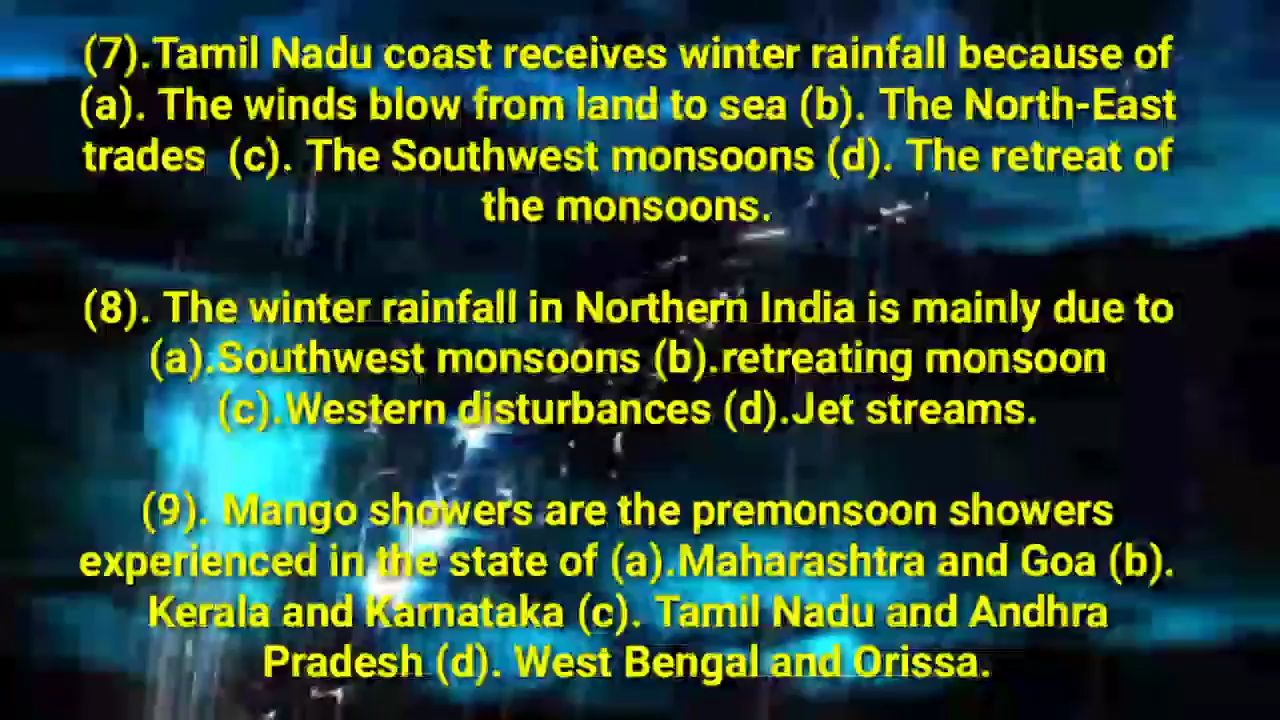 (7).Tamil Nadu coast receives winter rainfall because of
(a). The winds blow from land to sea (b). The North-East
trades (c). The Southwest monsoons (d). The retreat of
the monsoons.
(8). The winter rainfall in Northern India is mainly due to
(a).Southwest monsoons (b).retreating monsoon
(c).Western disturbances (d).Jet streams.
(9). Mango showers are the premonsoon showers
experienced in the state of (a).Maharashtra and Goa (b).
Kerala and Karnataka (c). Tamil Nadu and Andhra
Pradesh (d). West Bengal and Orissa.